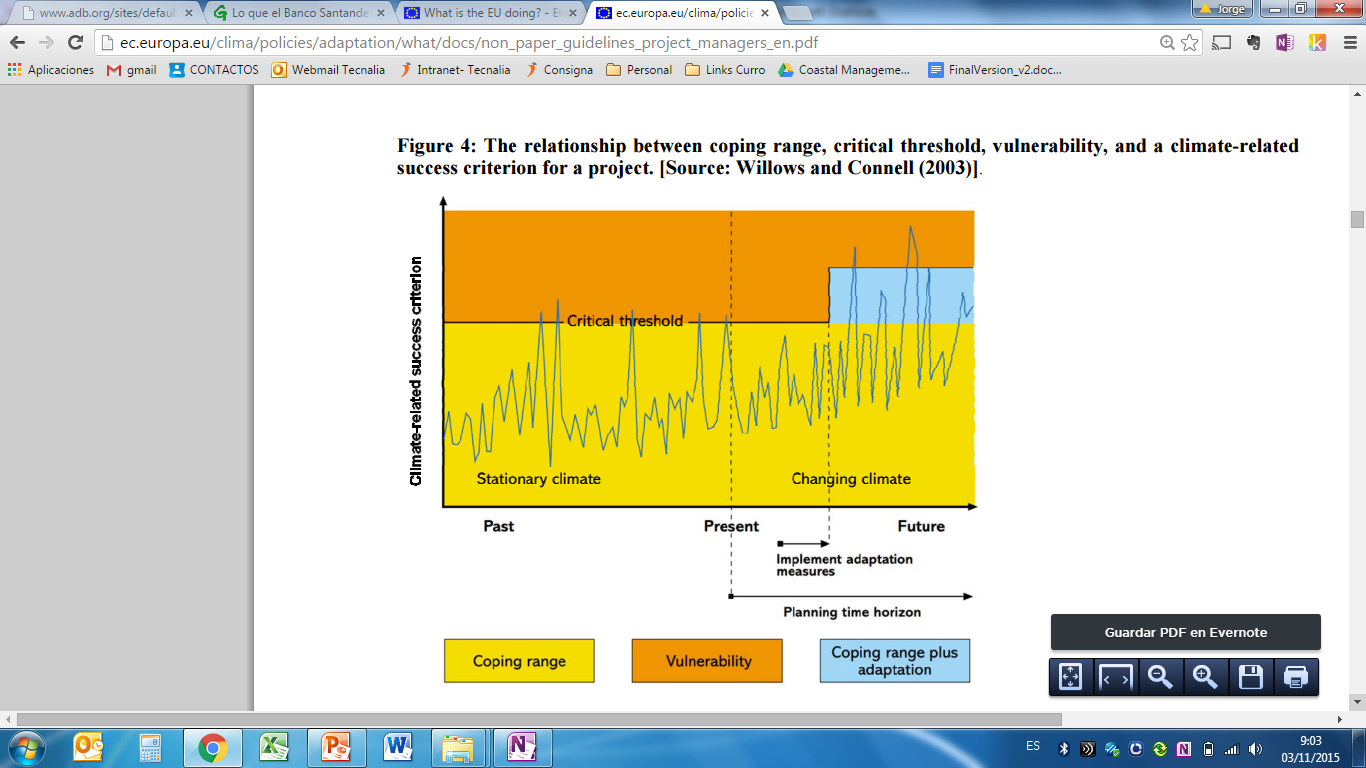 www.adb.org/sites/defau
Lo que el Banco Santande
What is the EU doing? - E
ec.europa.eu/clima/policie
Jorge
ec.europa.eu/clima/policies/adaptation/what/docs/non_paper_guidelines_project_managers_en.pdf
Aplicaciones
gmail
CONTACTOS
Webmail Tecnalia
Intranet- Tecnalia
Consigna
Personal
Links Curro
Coastal Manageme...
FinalVersion_v2.doc...
Figure 4: The relationship between coping range, critical threshold, vulnerability, and a climate-related
success criterion for a project. [Source: Willows and Connell (2003)].
Climate-related success criterion
Critical threshold
Stationary climate
Changing climate
Past
Present
Future
Implement adaptation
measures
Planning time horizon
Coping range
Vulnerability
Coping range plus
adaptation
Guardar PDF en Evernote
ES
9:03
03/11/2015